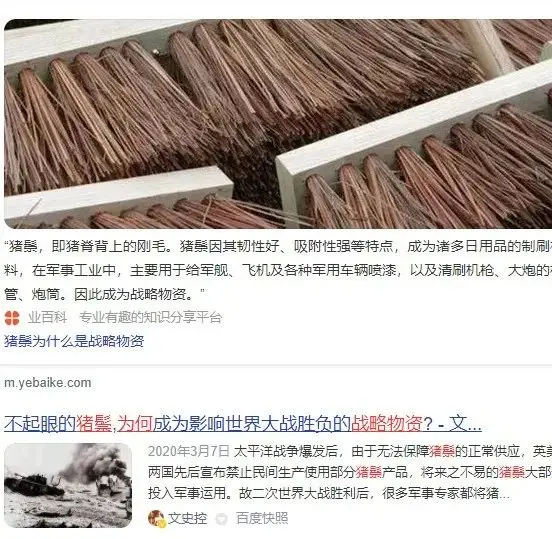 “猪鬃，即猪脊背上的刚毛。猪鬃因其韧性好、吸附性强等特点，成为诸多日用品的制刷
料，在军事工业中，主要用于给军舰、飞机及各种军用车辆喷漆，以及清刷机枪、大炮的
管、炮筒。因此成为战略物资。”
业百科 专业有趣的知识分享平台
猪鬃为什么是战略物资
m.yebaike.com
不起眼的猪鬃,为何成为影响世界大战胜负的战略物资? - 文...
2020年3月7日 太平洋战争爆发后，由于无法保障猪鬃的正常供应，英美
两国先后宣布禁止民间生产使用部分猪鬃产品，将来之不易的猪鬃大部
投入军事运用。故二次世界大战胜利后，很多军事专家都将猪...
文史控 百度快照